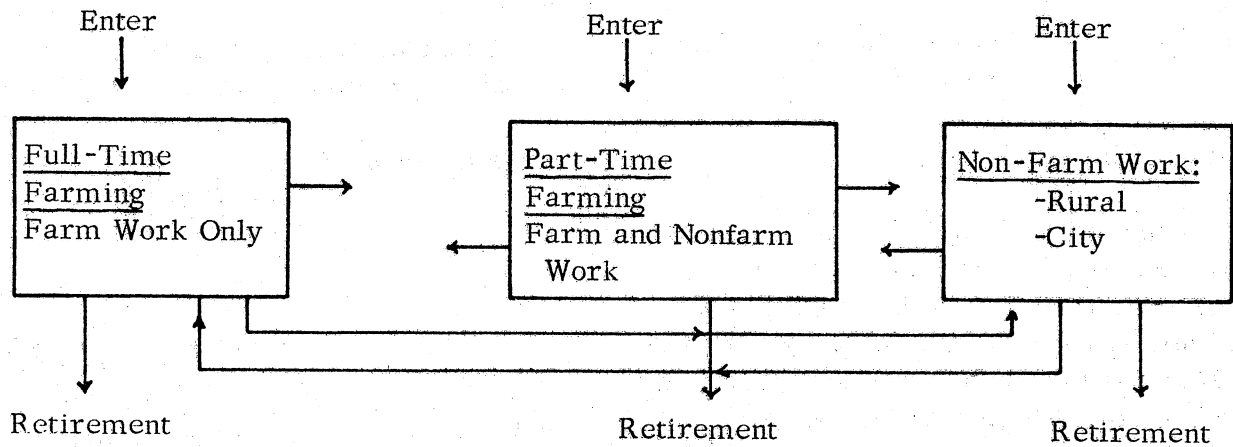 Enter
Enter
Enter
Full-Time
Farming
Farm Work Only
Part-Time
Farming
Farm and Nonfarm
Work
Non-Farm Work:
-Rural
-City
Retirement
Retirement
Retirement